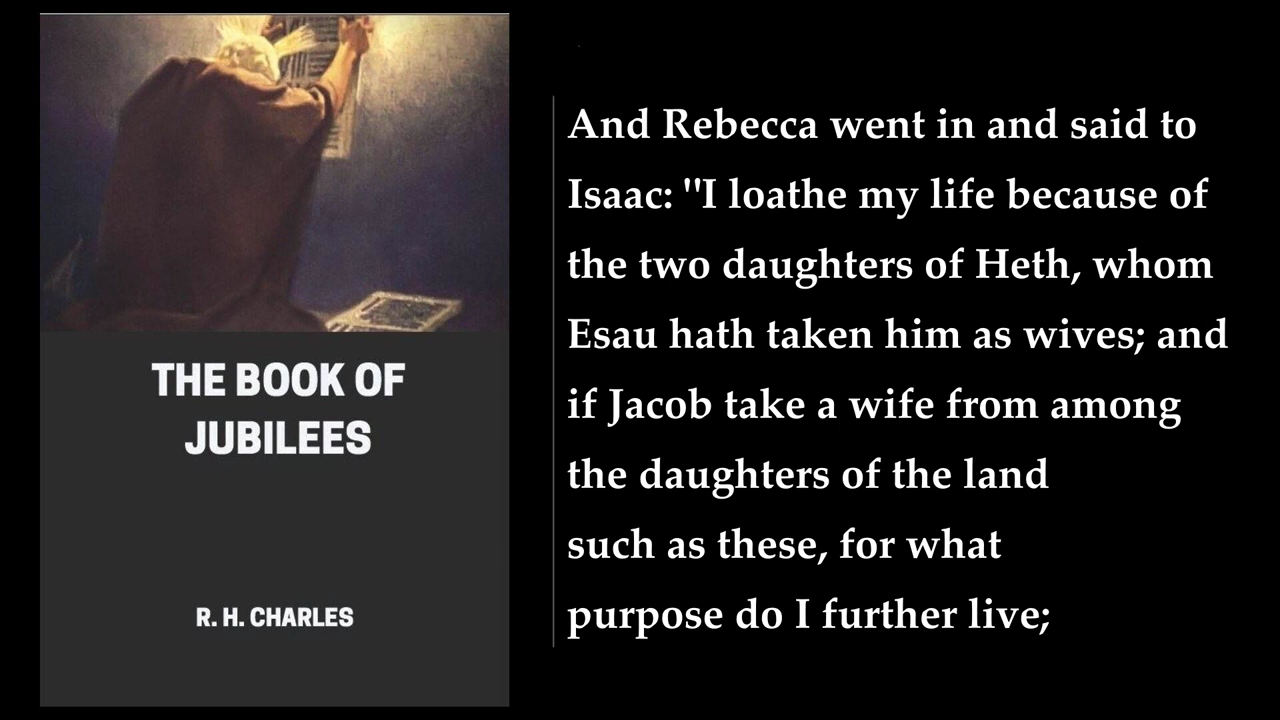 THE BOOK OF
JUBILEES
R. H. CHARLES
And Rebecca went in and said to
Isaac: "I loathe my life because of
the two daughters of Heth, whom
Esau hath taken him as wives; and
if Jacob take a wife from among
the daughters of the land
such as these, for what
purpose do I further live;